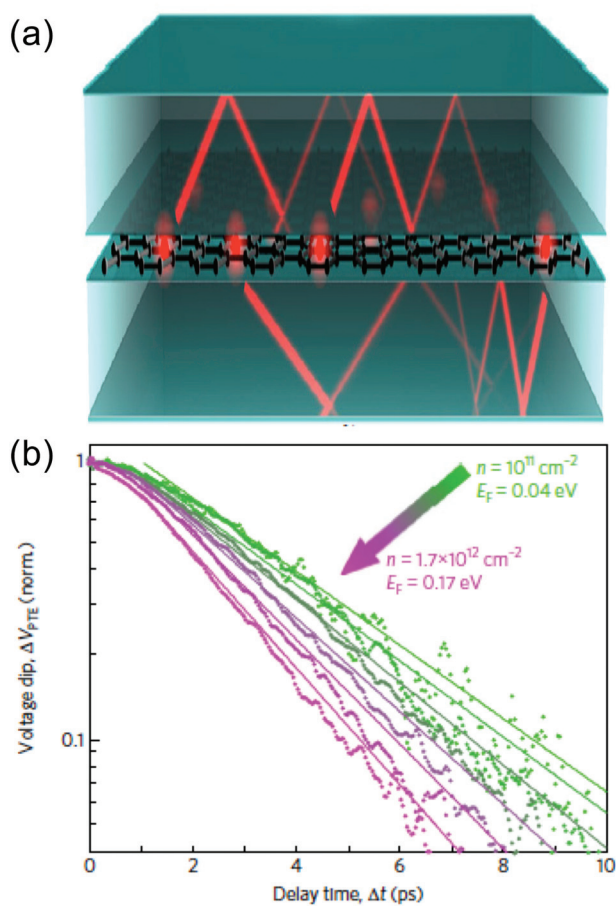 (a)
(b)
1
n = 10¹¹ cm⁻²
E_F = 0.04 eV
n = 1.7×10¹² cm⁻²
E_F = 0.17 eV
Voltage dip, ΔV_PTE (norm.)
0.1
0 2 4 6 8 10
Delay time, Δt (ps)